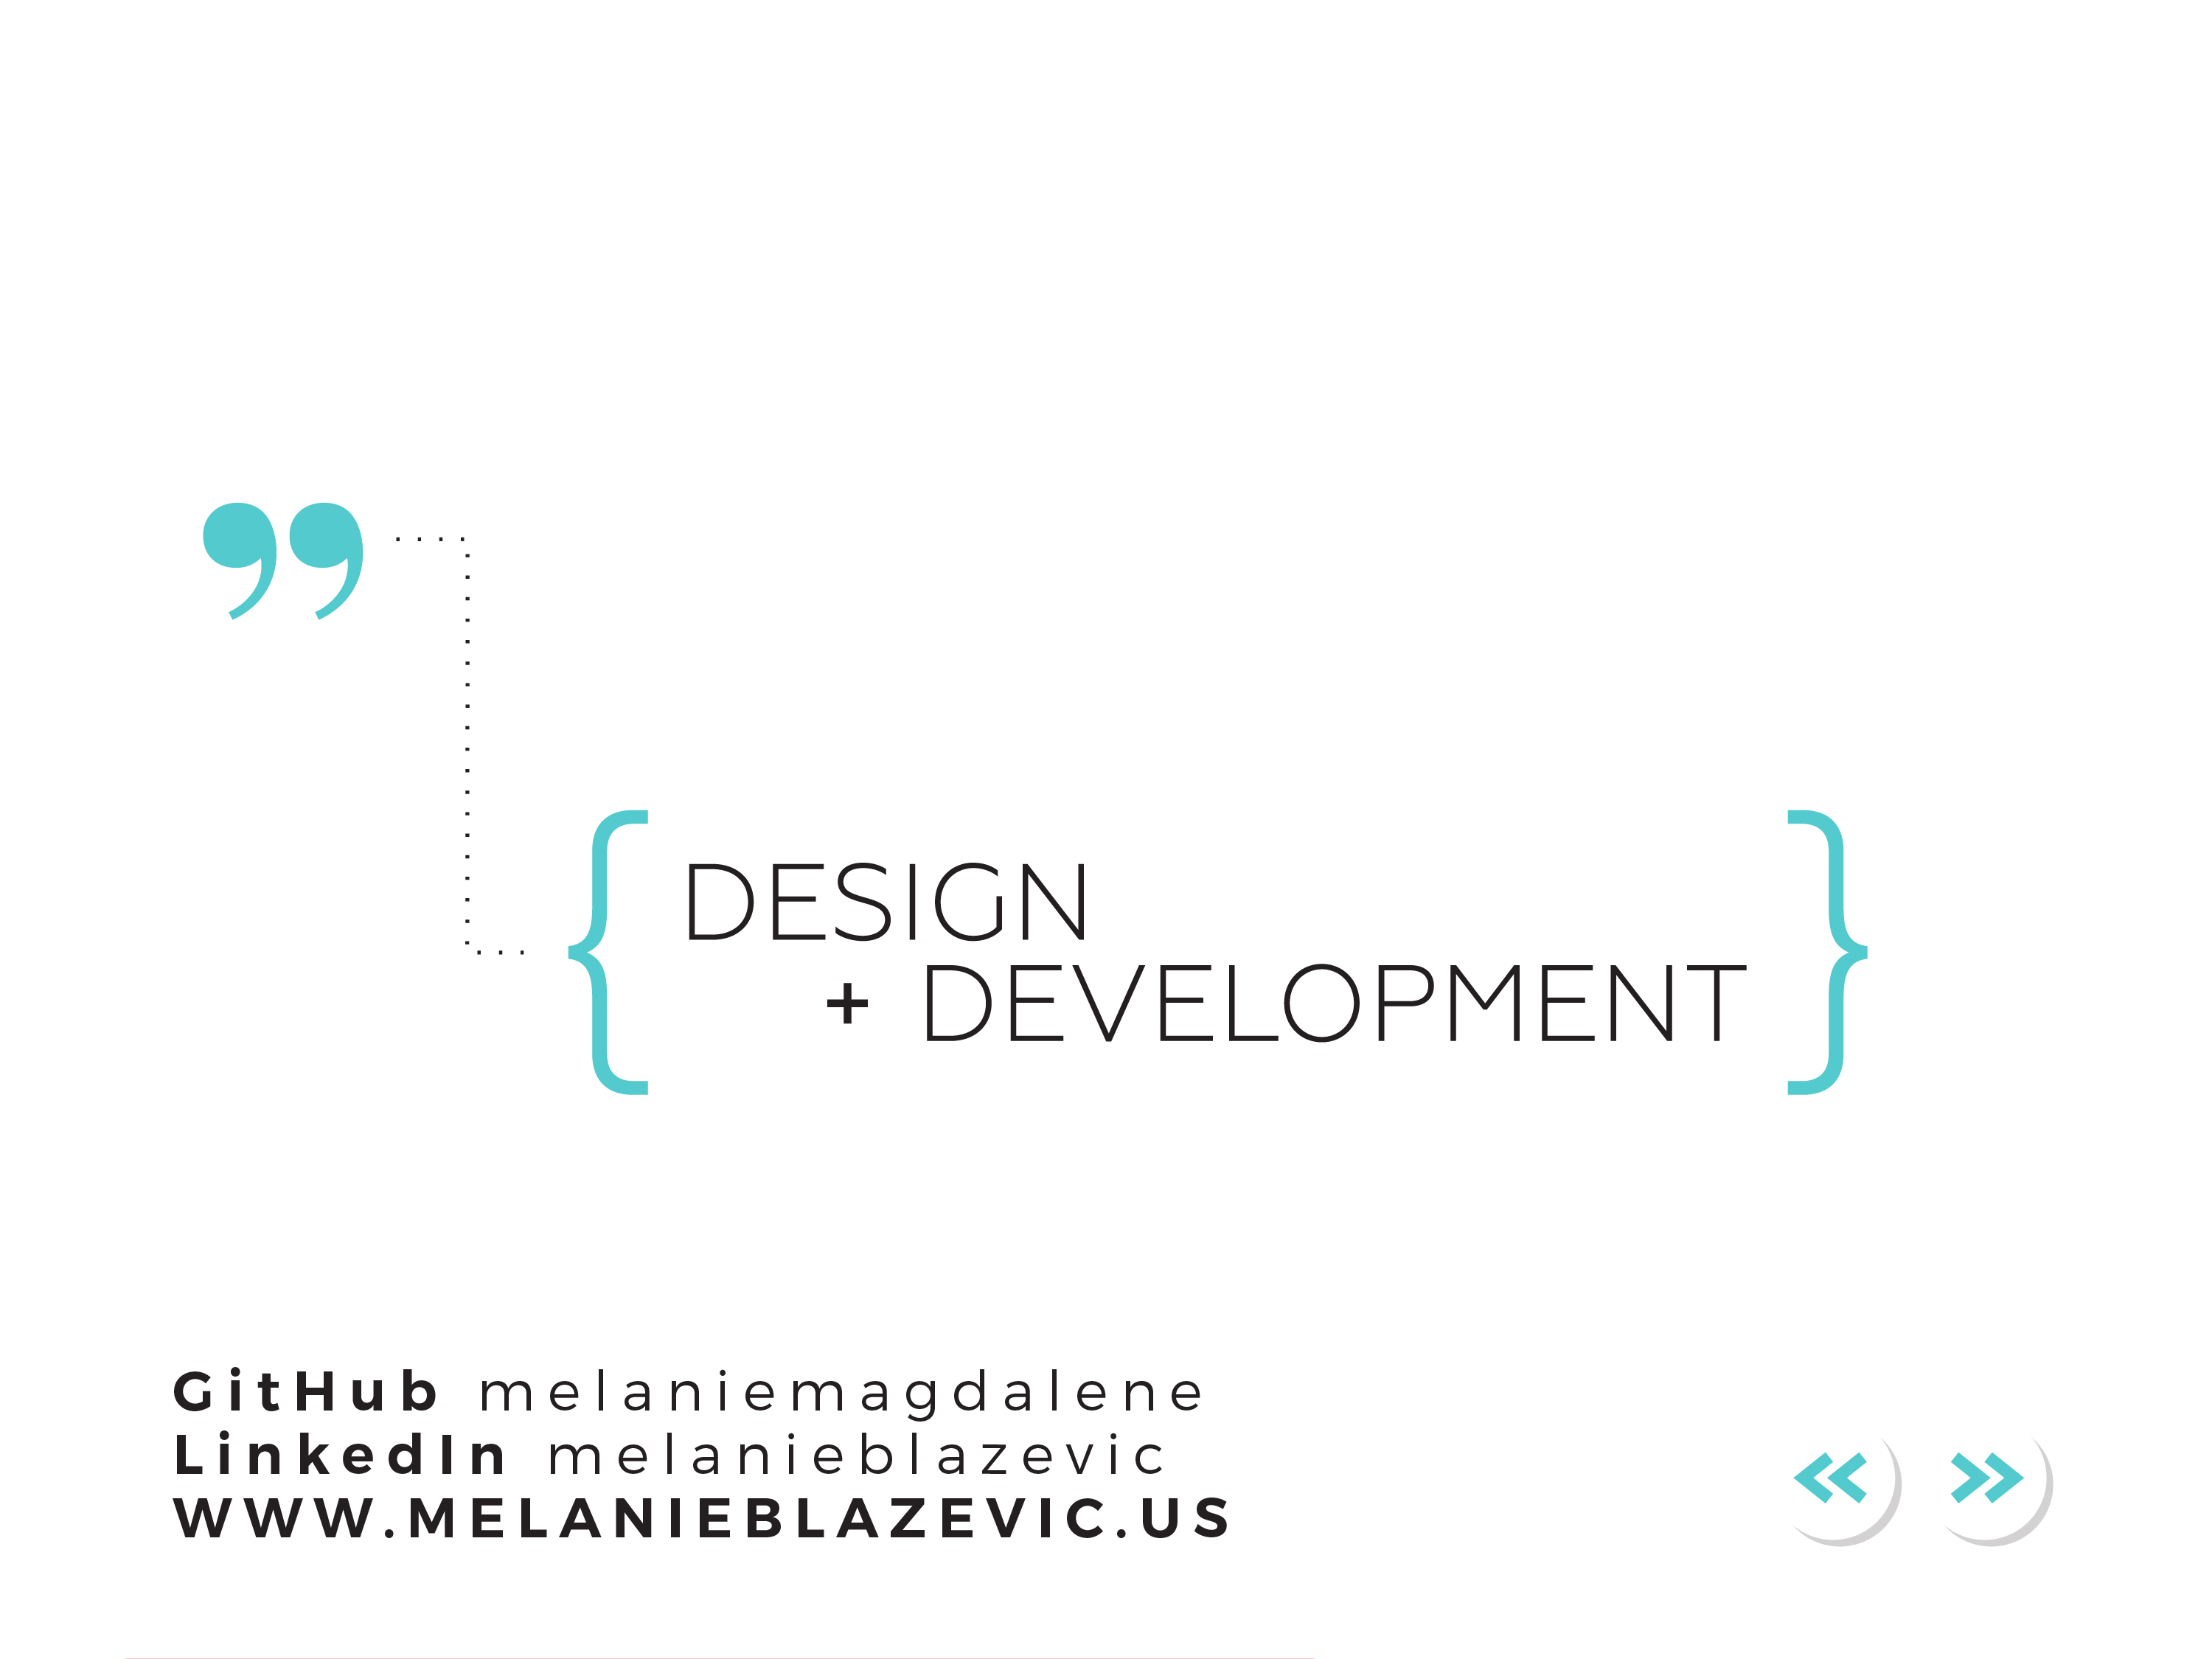 ”
{ DESIGN
+ DEVELOPMENT }
GitHub melaniemagdalene
LinkedIn melanieblazevic
WWW.MELANIEBLAZEVIC.US